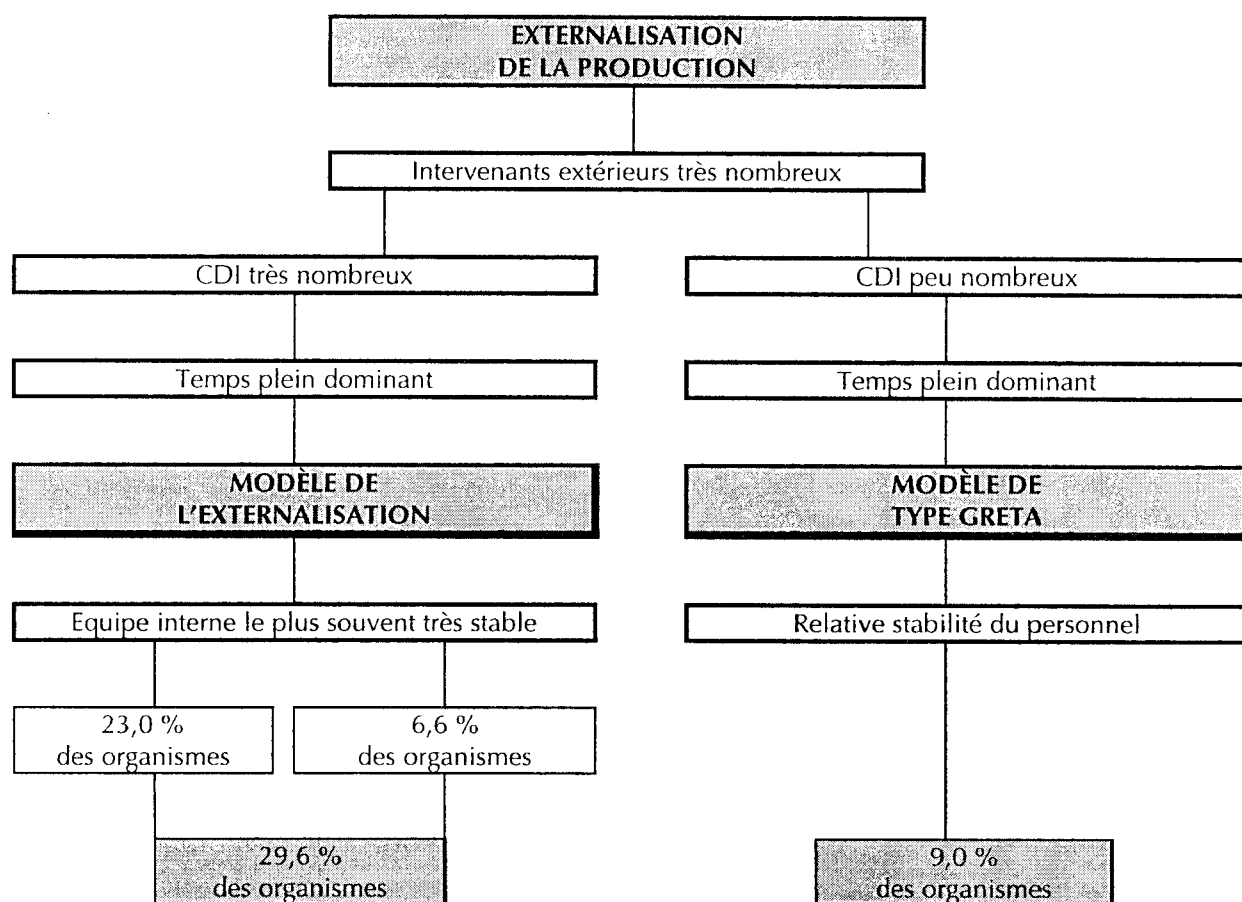 EXTERNALISATION
DE LA PRODUCTION
Intervenants extérieurs très nombreux
CDI très nombreux
CDI peu nombreux
Temps plein dominant
Temps plein dominant
MODÈLE DE
L'EXTERNALISATION
MODÈLE DE
TYPE GRETA
Equipe interne le plus souvent très stable
Relative stabilité du personnel
23,0 %
des organismes
6,6 %
des organismes
29,6 %
des organismes
9,0 %
des organismes